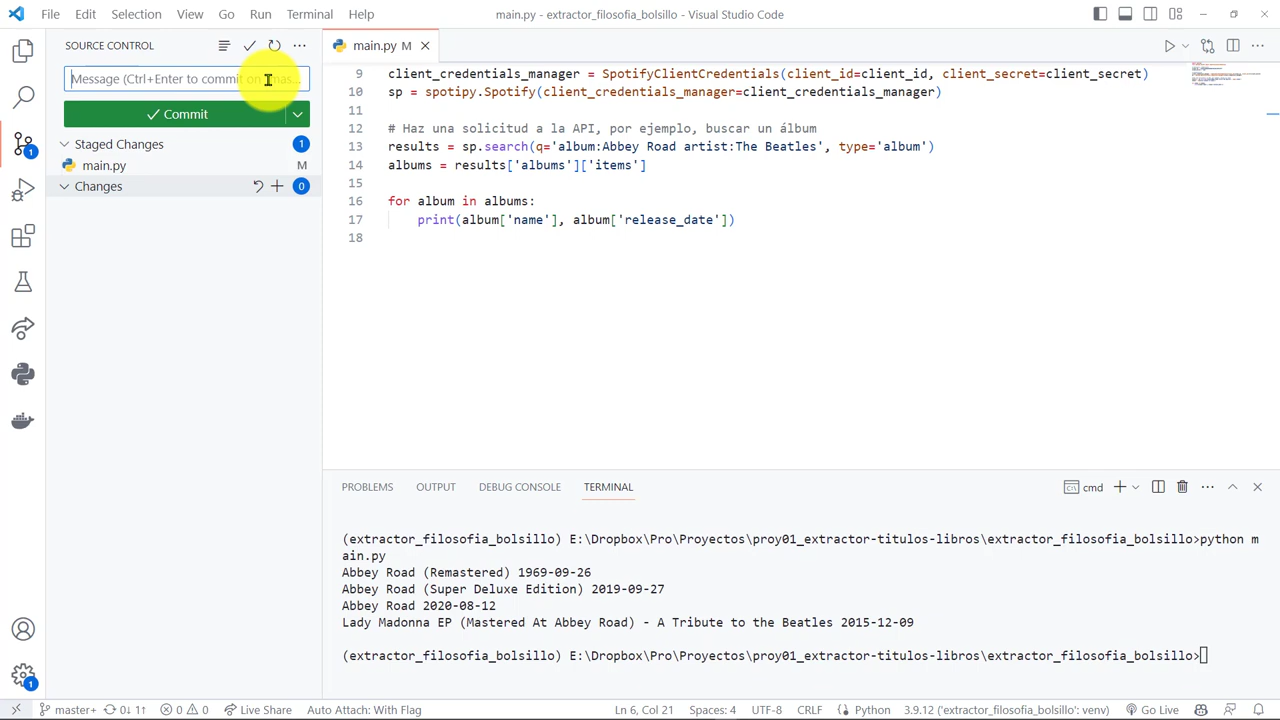 File Edit Selection View Go Run Terminal Help
main.py - extractor_filosofia_bolsillo - Visual Studio Code
SOURCE CONTROL
Message (Ctrl+Enter to commit on
Commit
Staged Changes 1
main.py M
Changes 0
1
1
main.py M
9
client_credentials_manager = SpotifyClientCredentials(client_id=client_id, client_secret=client_secret)
10 sp = spotipy.Spotify(client_credentials_manager=client_credentials_manager)
11
12 # Haz una solicitud a la API, por ejemplo, buscar un álbum
13 results = sp.search(q='album:Abbey Road artist:The Beatles', type='album')
14 albums = results['albums']['items']
15
16 for album in albums:
17 print(album['name'], album['release_date'])
18
PROBLEMS OUTPUT DEBUG CONSOLE TERMINAL
cmd
(extractor_filosofia_bolsillo) E:\Dropbox\Pro\Proyectos\proy01_extractor-titulos-libros\extractor_filosofia_bolsillo>python m
ain.py
Abbey Road (Remastered) 1969-09-26
Abbey Road (Super Deluxe Edition) 2019-09-27
Abbey Road 2020-08-12
Lady Madonna EP (Mastered At Abbey Road) - A Tribute to the Beatles 2015-12-09
(extractor_filosofia_bolsillo) E:\Dropbox\Pro\Proyectos\proy01_extractor-titulos-libros\extractor_filosofia_bolsillo>
master+ 0↓ 1↑ 0 0 Live Share Auto Attach: With Flag Ln 6, Col 21 Spaces: 4 UTF-8 CRLF Python 3.9.12 ('extractor_filosofia_bolsillo': venv) Go Live